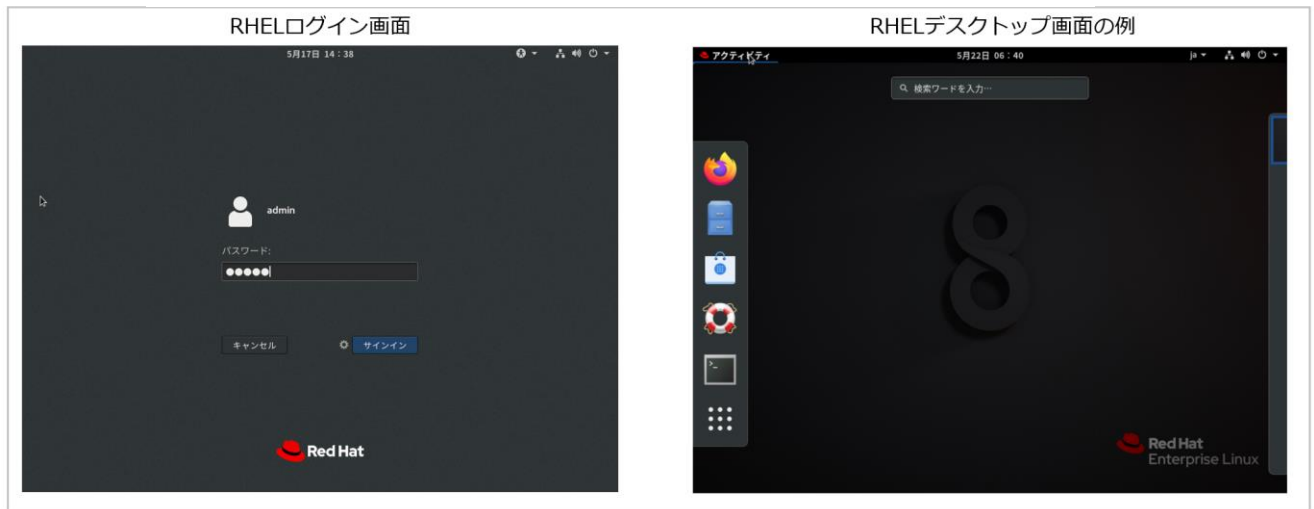 RHELログイン画面
5月17日 14：38
admin
パスワード:
キャンセル
サインイン
Red Hat
RHELデスクトップ画面の例
アクティビティ
5月22日 06：40
ja
検索ワードを入力…
8
Red Hat
Enterprise Linux